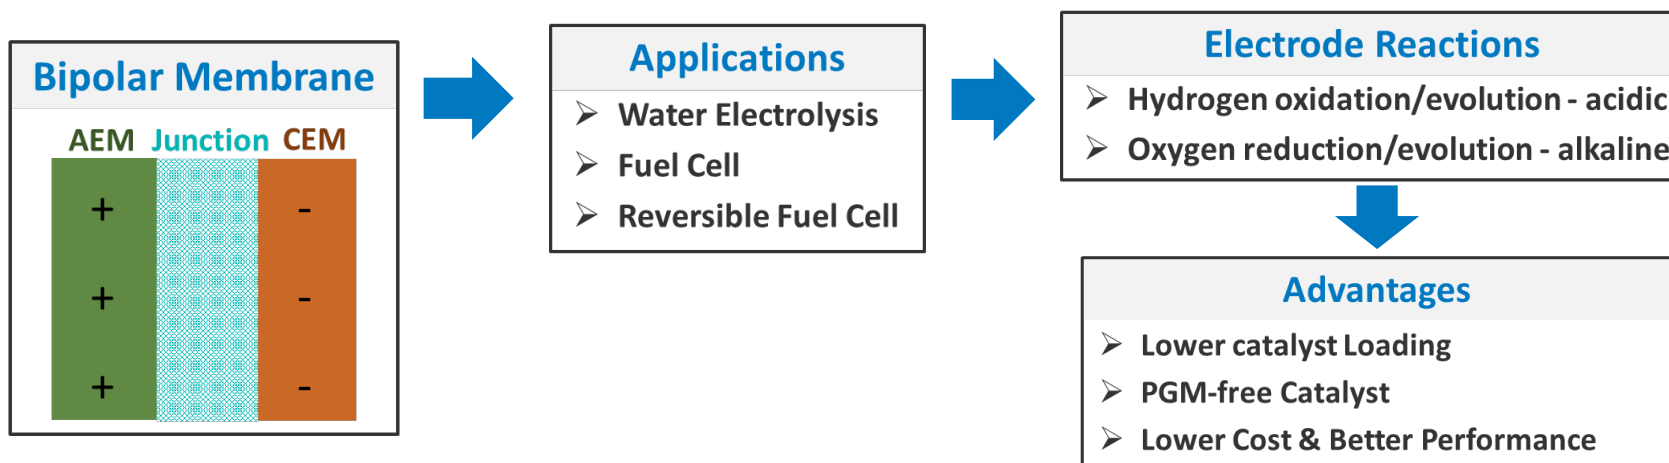 Bipolar Membrane
AEM Junction CEM
+ -
+ -
+ -
Applications
➢ Water Electrolysis
➢ Fuel Cell
➢ Reversible Fuel Cell
Electrode Reactions
➢ Hydrogen oxidation/evolution - acidic
➢ Oxygen reduction/evolution - alkaline
Advantages
➢ Lower catalyst Loading
➢ PGM-free Catalyst
➢ Lower Cost & Better Performance